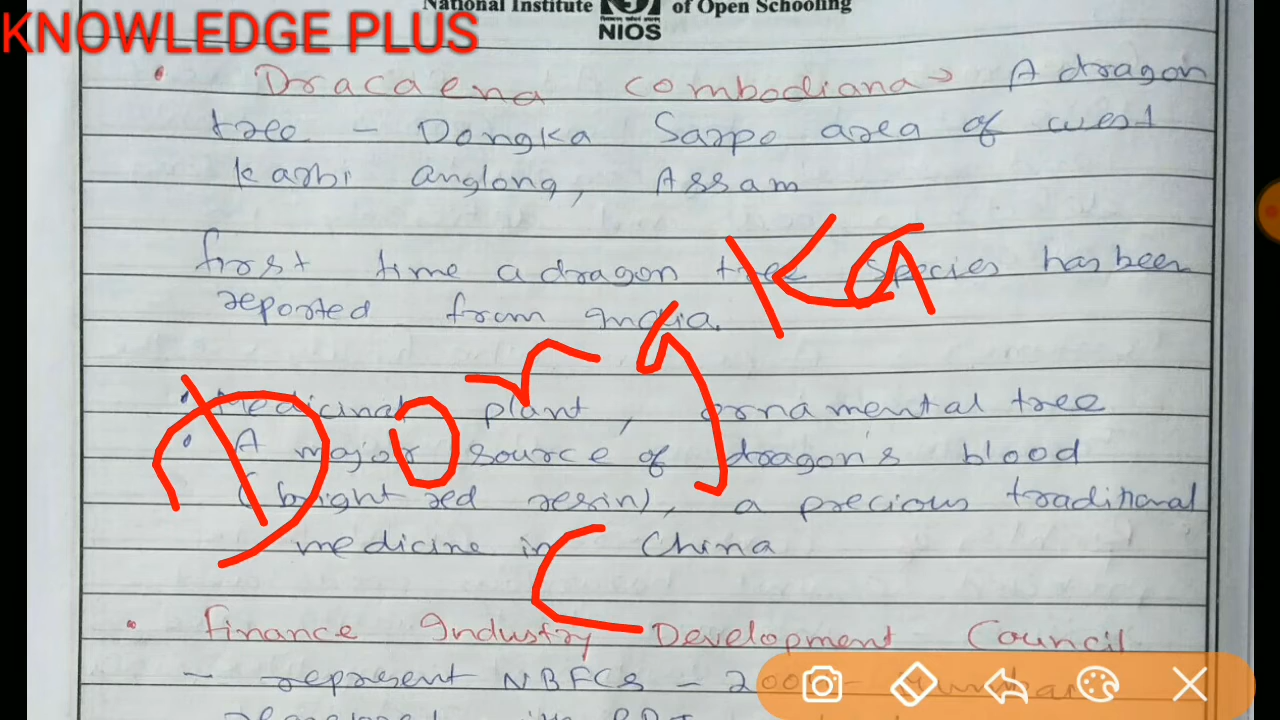 National Institute of Open Schooling
NIOS
KNOWLEDGE PLUS
• Dracaena combodiana → A dragon
tree - Dongka Sarpo area of west
karbi anglong, Assam
first time a dragon tree species has been
reported from India.
DongKa
• Medicinal plant, ornamental tree
• A major source of dragon's blood
(bright red resin), a precious traditional
medicine in China
• Finance Industry Development Council
- represent NBFCs - 200